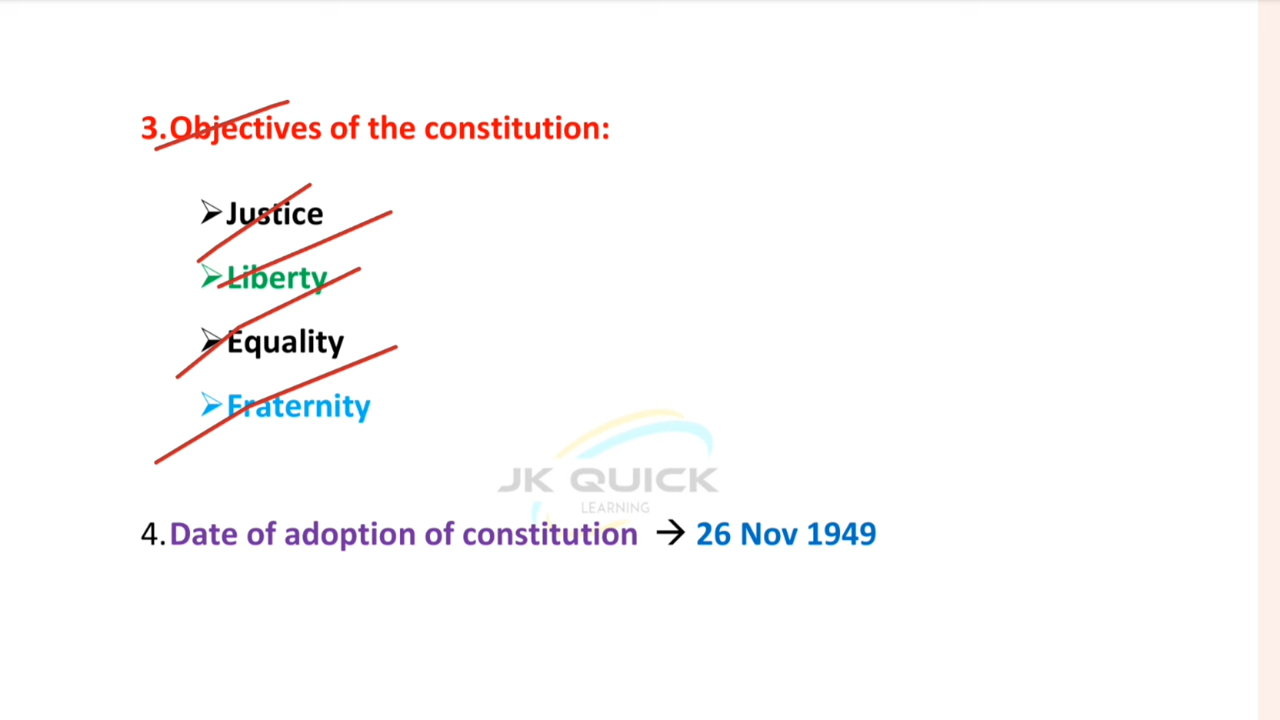 3.Objectives of the constitution:
➢Justice
➢Liberty
➢Equality
➢Fraternity
JK QUICK
LEARNING
4.Date of adoption of constitution → 26 Nov 1949